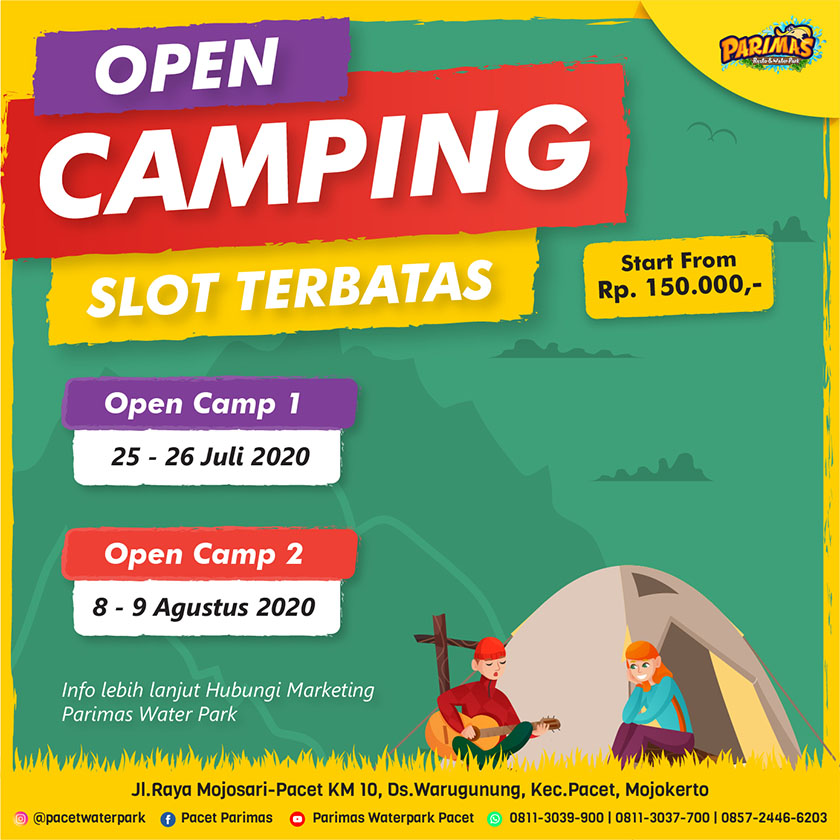 PARIMAS
Resto & Water Park
OPEN
CAMPING
SLOT TERBATAS
Start From
Rp. 150.000,-
Open Camp 1
25 - 26 Juli 2020
Open Camp 2
8 - 9 Agustus 2020
Info lebih lanjut Hubungi Marketing
Parimas Water Park
Jl.Raya Mojosari-Pacet KM 10, Ds.Warugunung, Kec.Pacet, Mojokerto
@pacetwaterpark Pacet Parimas Parimas Waterpark Pacet 0811-3039-900 | 0811-3037-700 | 0857-2446-6203